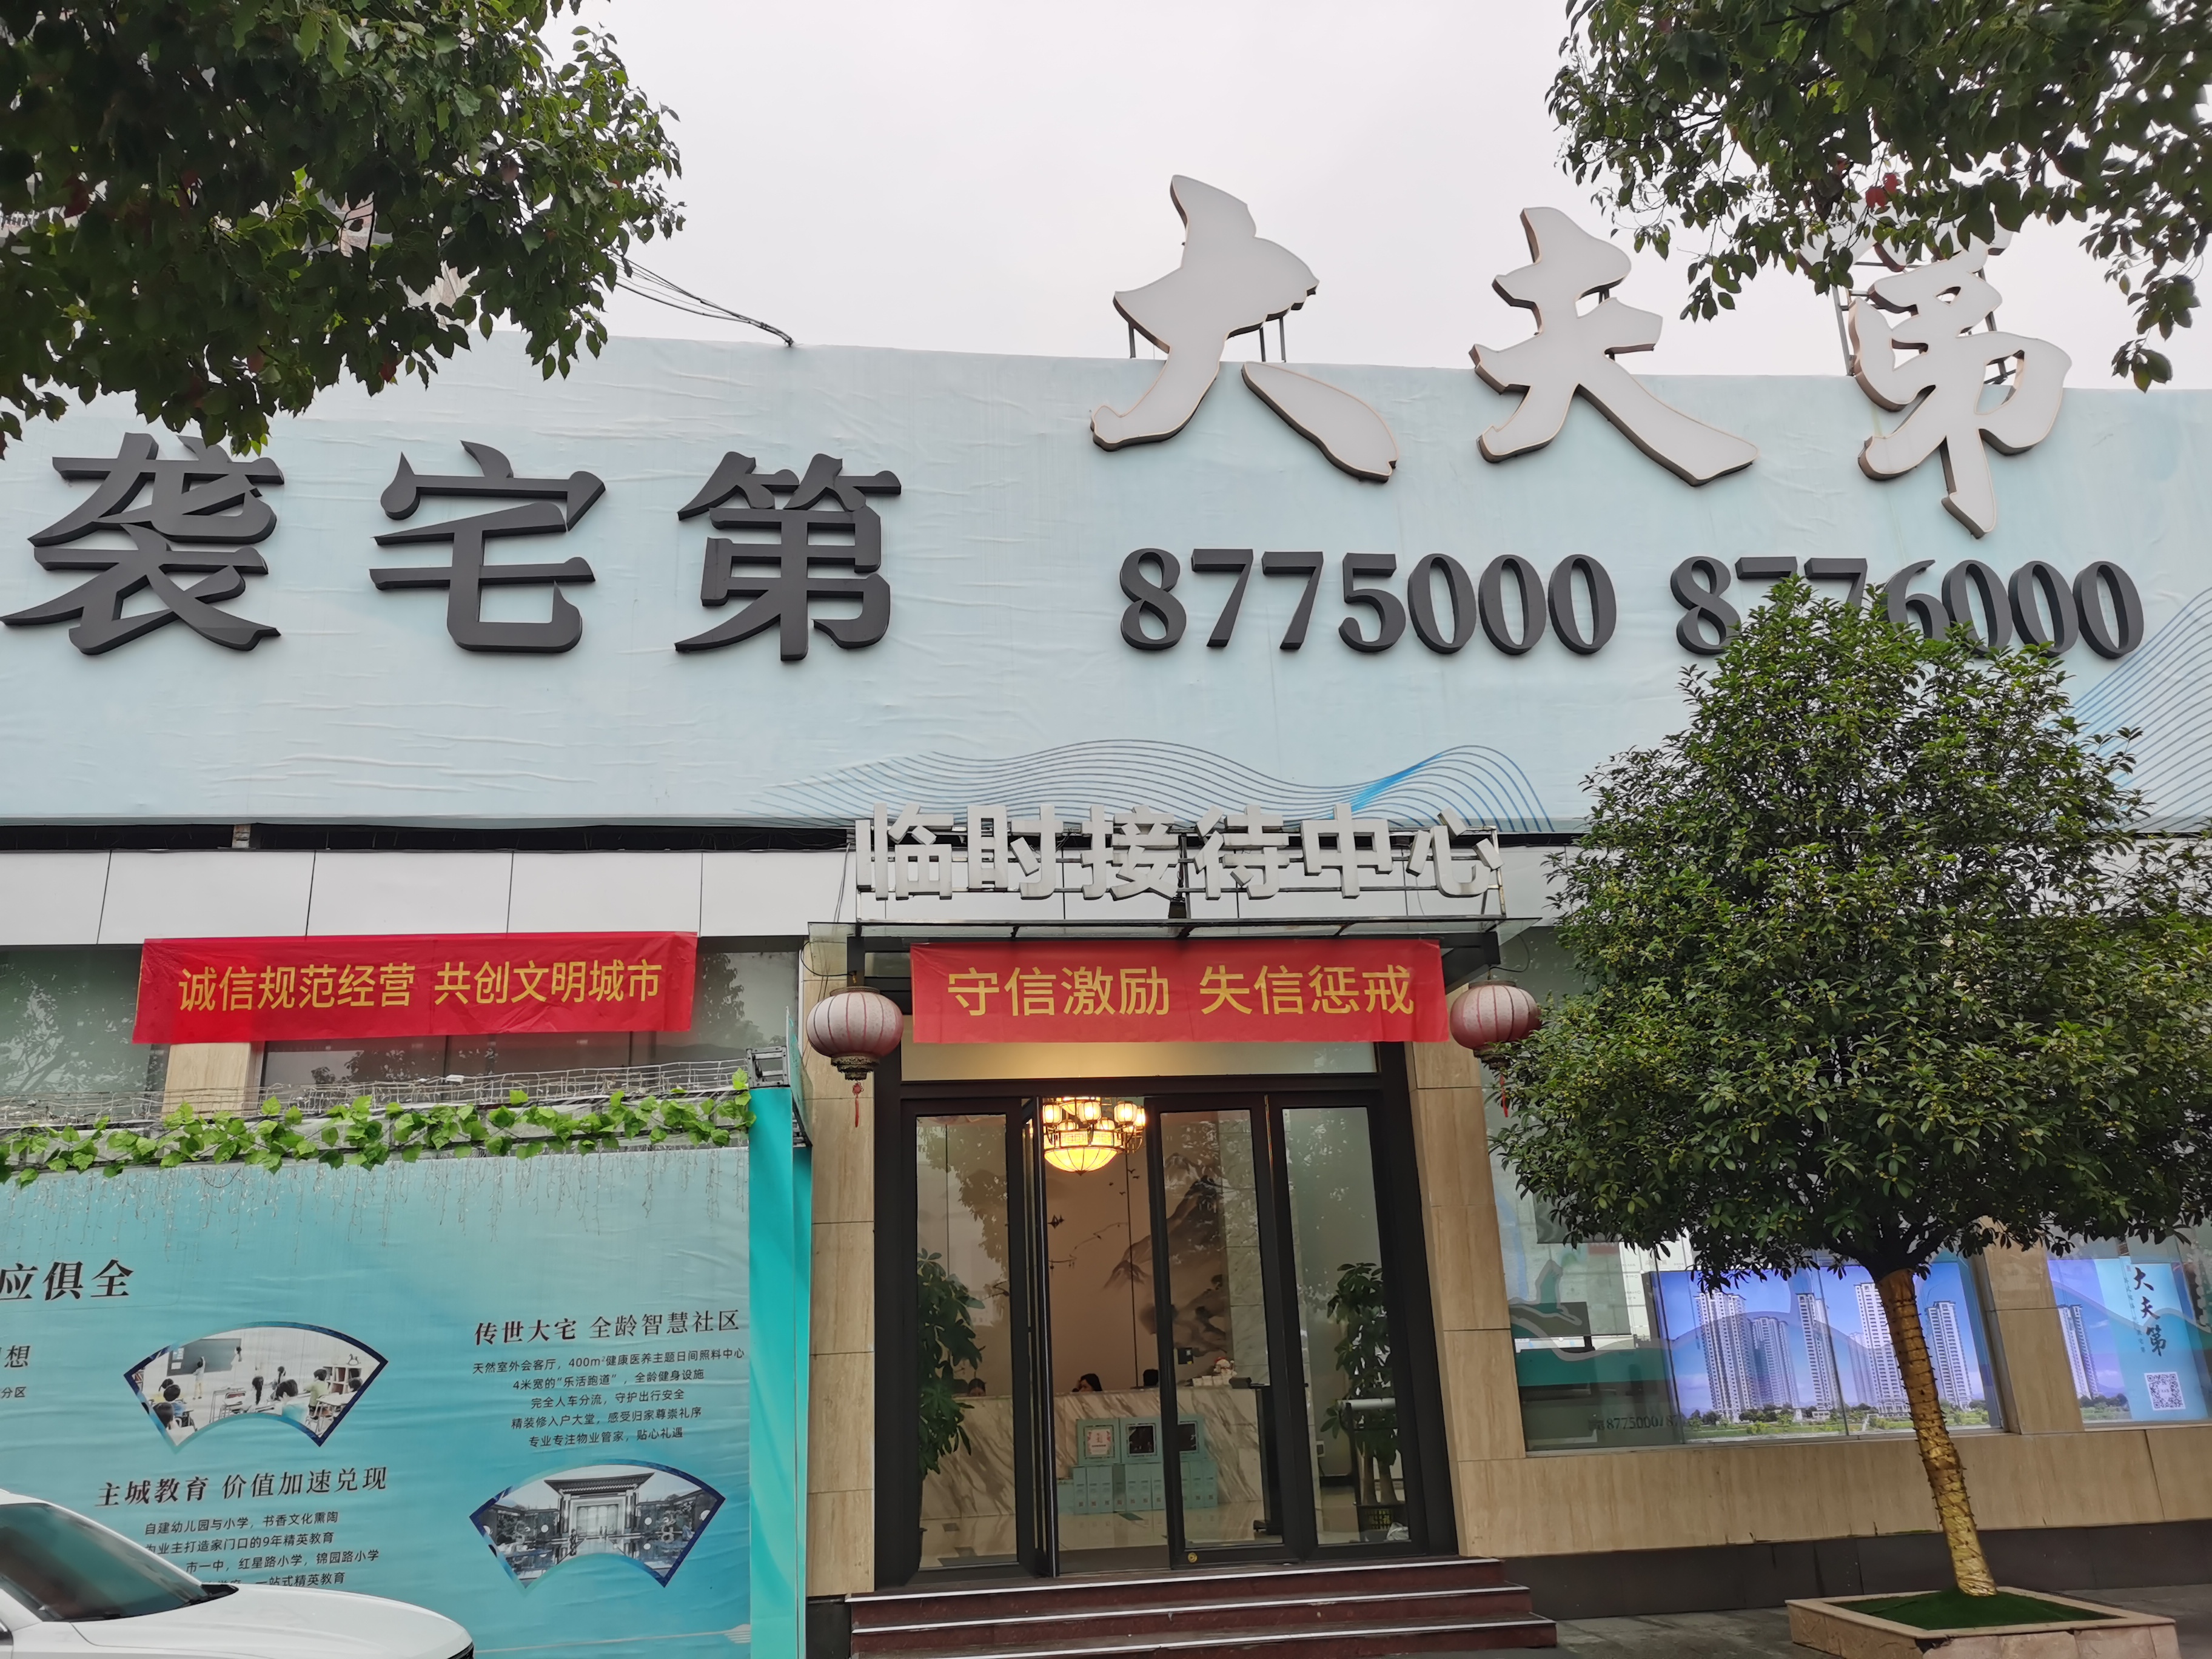 大夫第
袭宅第
8775000 8776000
临时接待中心
诚信规范经营 共创文明城市
守信激励 失信惩戒
应俱全
想
分区
传世大宅 全龄智慧社区
天然室外会客厅，400m²健康医养主题日间照料中心
4米宽的“乐活跑道”，全龄健身设施
完全人车分流，守护出行安全
精装修入户大堂，感受归家尊崇礼序
专业专注物业管家，贴心礼遇
主城教育 价值加速兑现
自建幼儿园与小学，书香文化熏陶
为业主打造家门口的9年精英教育
市一中，红星路小学，锦园路小学
一站式精英教育
大夫第
8775000/87